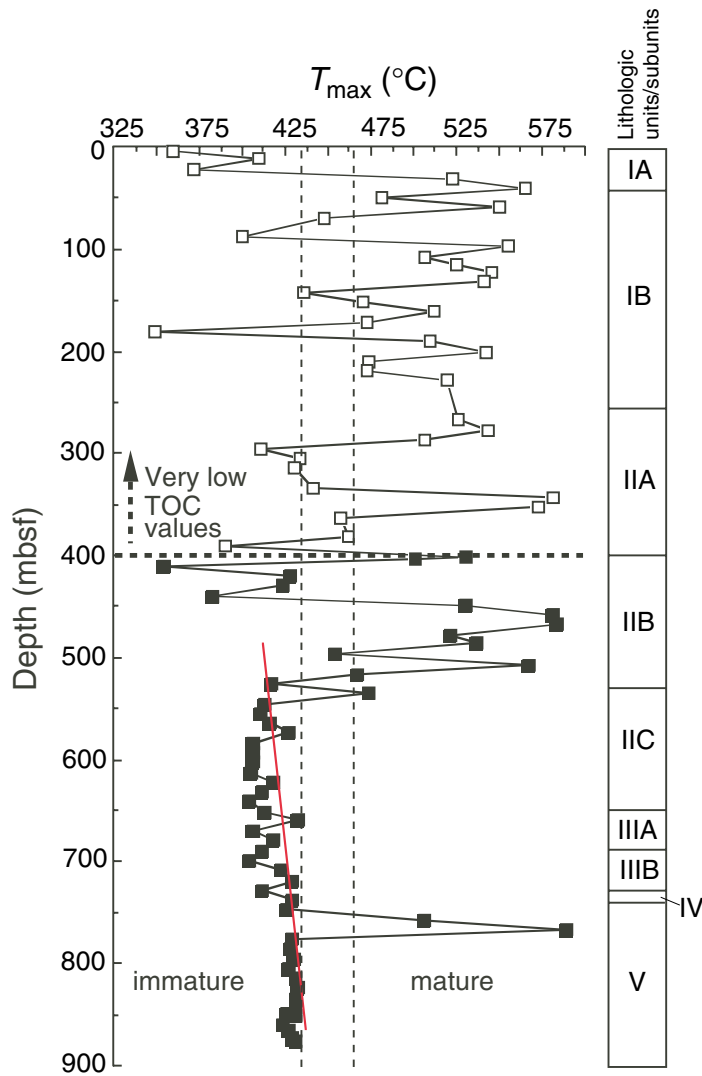 Tmax (°C)
Lithologic
units/subunits
325 375 425 475 525 575
0
100
200
300
400
500
600
700
800
900
Depth (mbsf)
Very low
TOC
values
immature
mature
IA
IB
IIA
IIB
IIC
IIIA
IIIB
IV
V